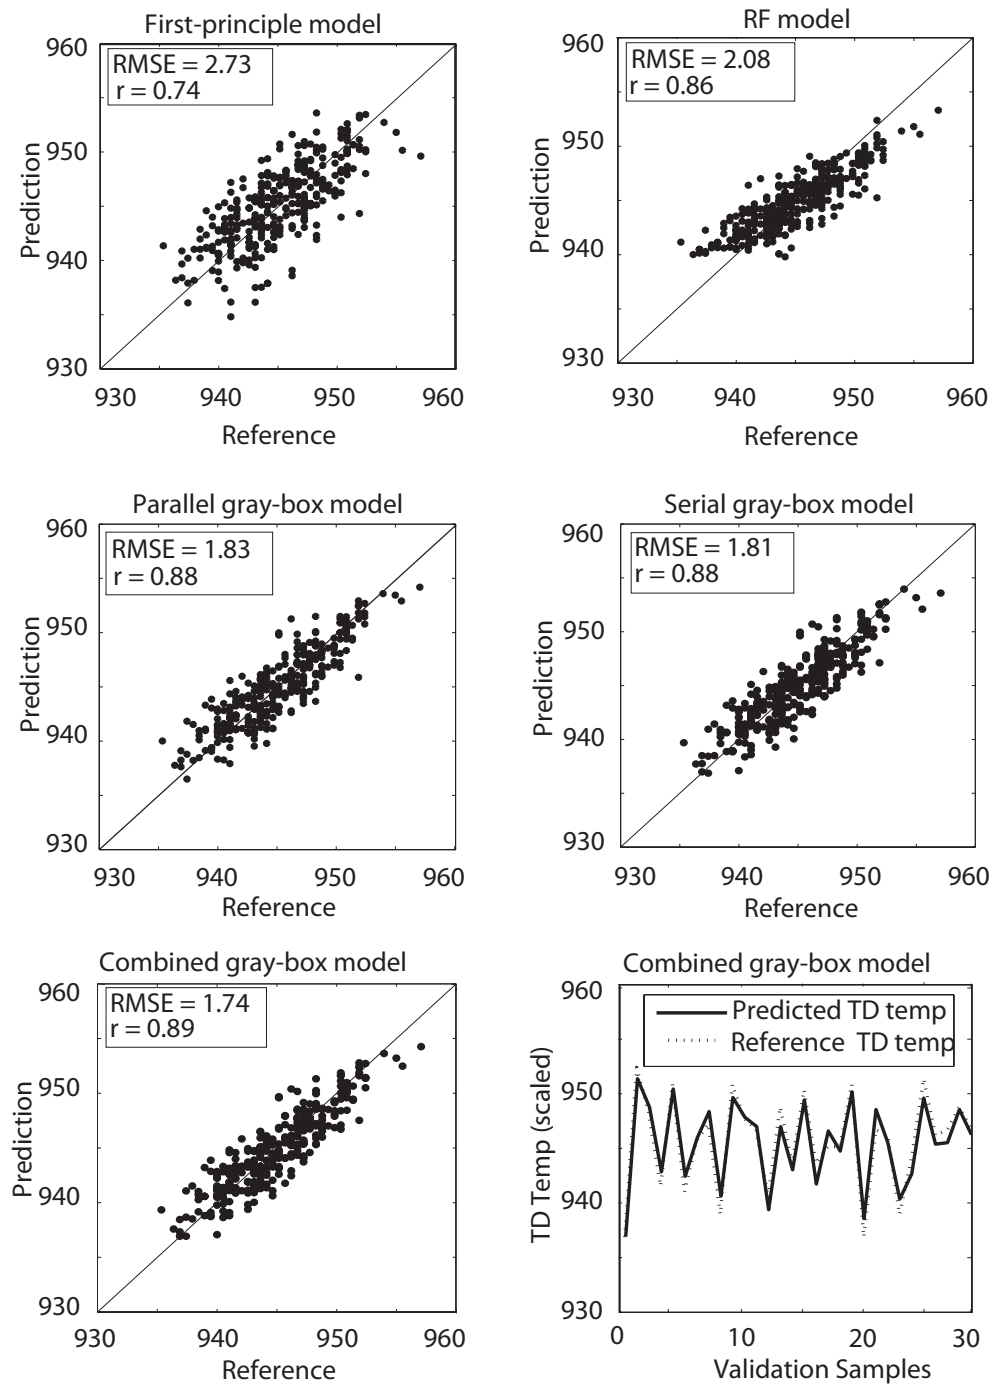 First-principle model
960
RMSE = 2.73
r = 0.74
950
Prediction
940
930
930 940 950 960
Reference
RF model
960
RMSE = 2.08
r = 0.86
950
Prediction
940
930
930 940 950 960
Reference
Parallel gray-box model
960
RMSE = 1.83
r = 0.88
950
Prediction
940
930
930 940 950 960
Reference
Serial gray-box model
960
RMSE = 1.81
r = 0.88
950
Prediction
940
930
930 940 950 960
Reference
Combined gray-box model
960
RMSE = 1.74
r = 0.89
950
Prediction
940
930
930 940 950 960
Reference
Combined gray-box model
960
Predicted TD temp
Reference TD temp
950
TD Temp (scaled)
940
930
0 10 20 30
Validation Samples